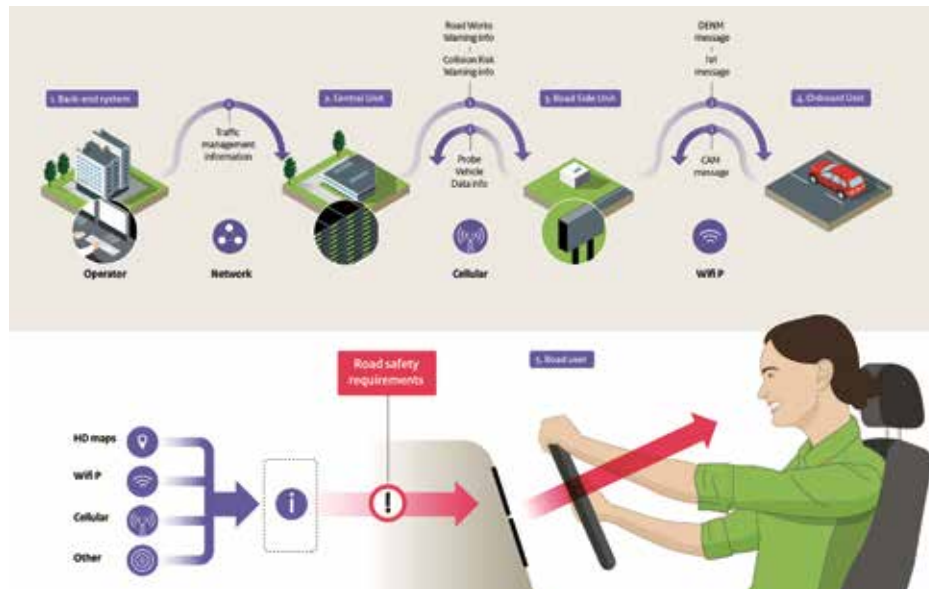 Road Works
Warning info
Collision Risk
Warning info
DENM
message
IVI
message
1. Back-end system
2. Central Unit
3. Road Side Unit
4. Onboard Unit
Traffic
management
information
Probe
Vehicle
Data info
CAM
message
Operator
Network
Cellular
Wifi P
Road safety
requirements
5. Road user
HD maps
Wifi P
Cellular
Other
i
!